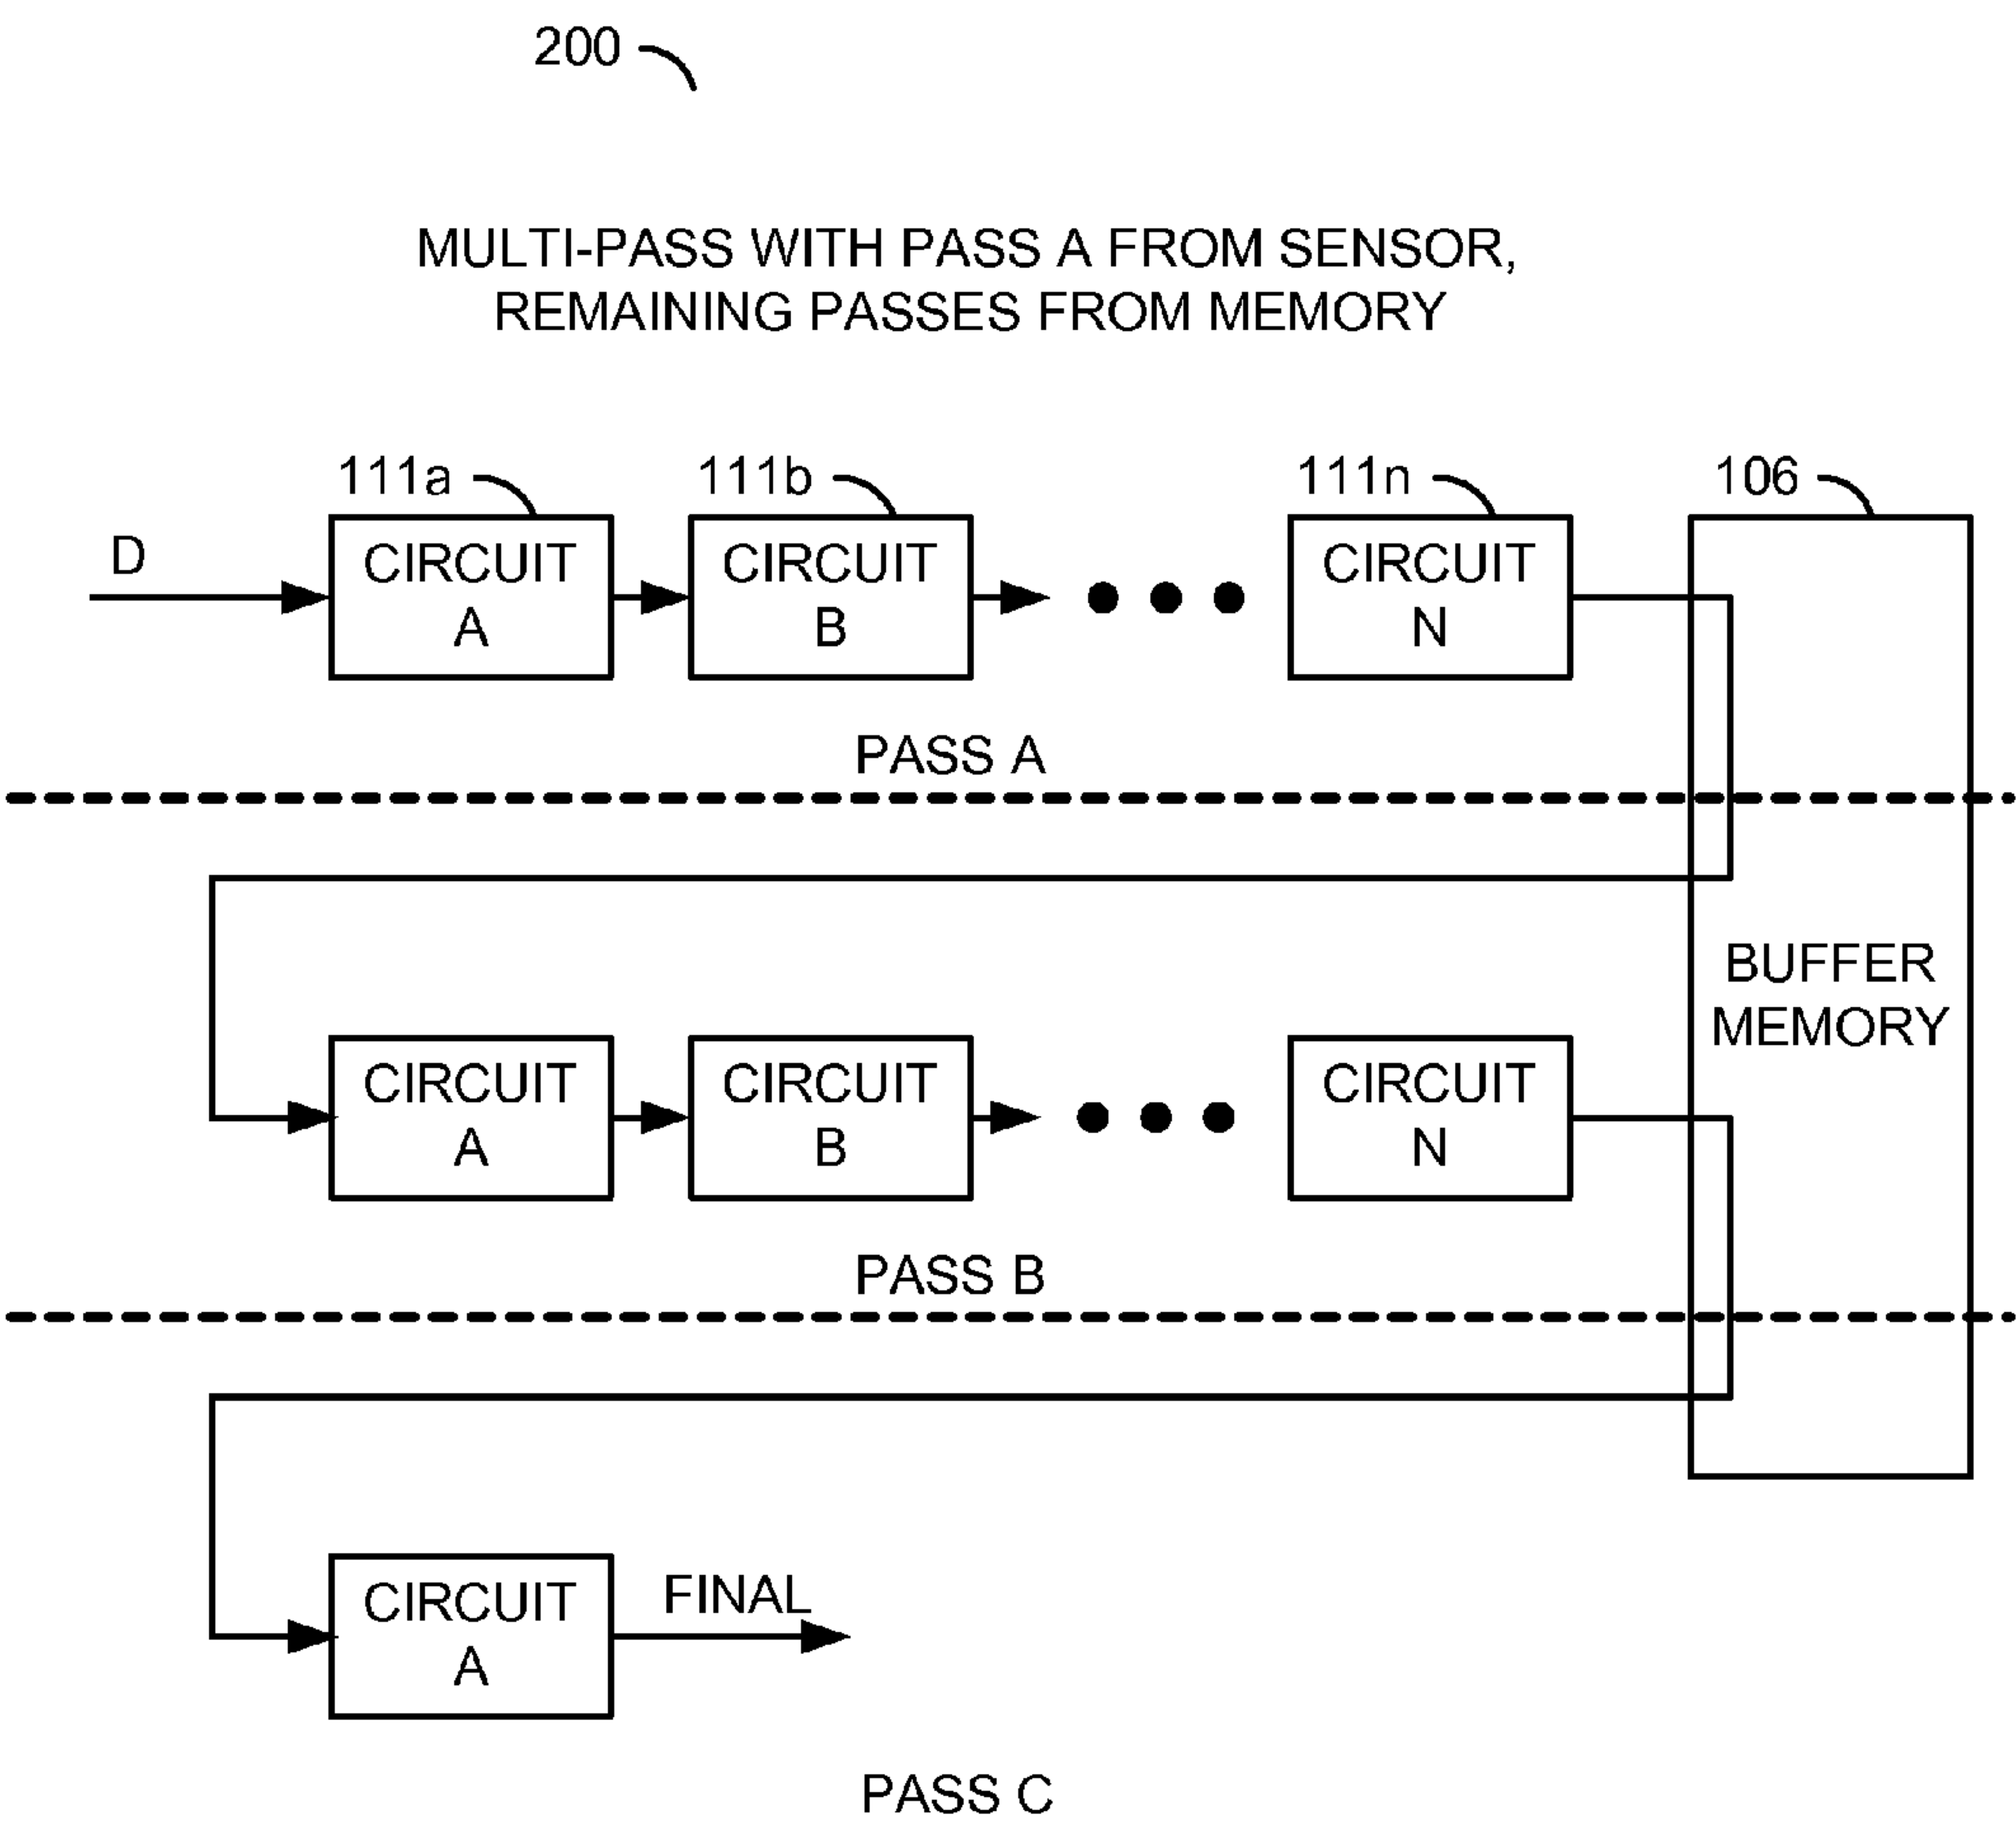 200
MULTI-PASS WITH PASS A FROM SENSOR,
REMAINING PASSES FROM MEMORY
111a
111b
111n
106
D
CIRCUIT
A
CIRCUIT
B
CIRCUIT
N
PASS A
BUFFER
MEMORY
CIRCUIT
A
CIRCUIT
B
CIRCUIT
N
PASS B
CIRCUIT
A
FINAL
PASS C